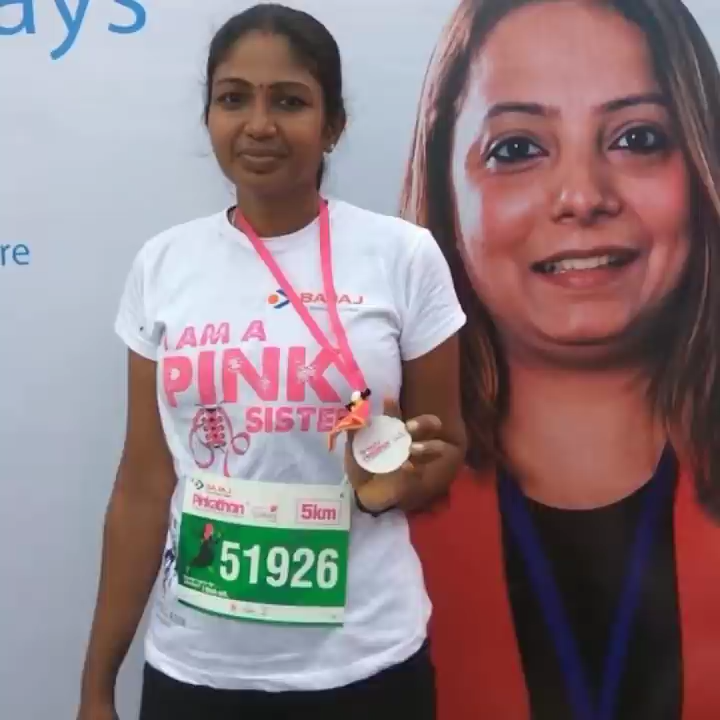 ays
re
BAJAJ
I AM A
PINK
SISTER
BAJAJ
Pinkathon
5km
51926